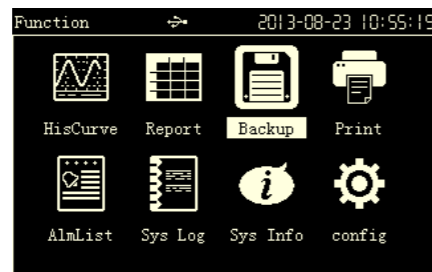 Function 2013-08-23 10:55:19
HisCurve Report Backup Print
AlmList Sys Log Sys Info config